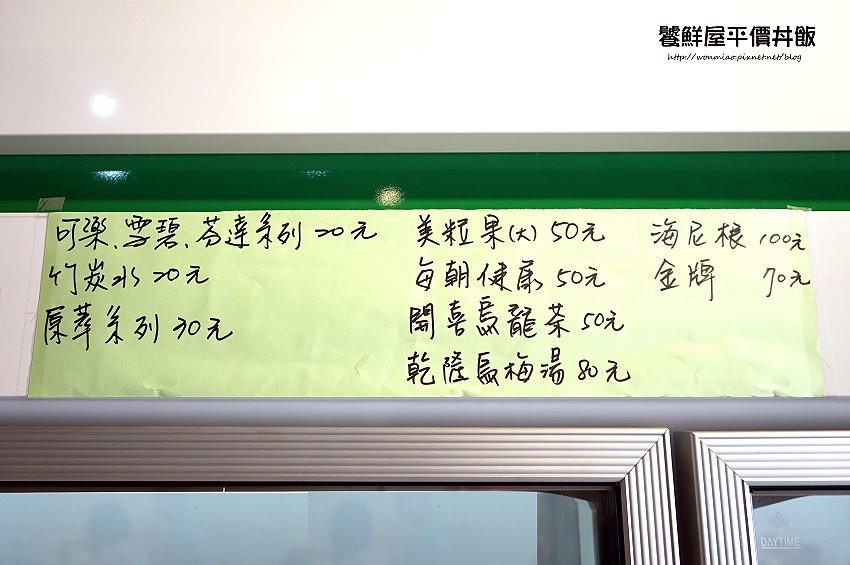 饕鮮屋平價丼飯
http://wonmiao.pixnet.net/blog
可樂、雪碧、芬達系列 20元
竹炭水 20元
原萃系列 30元
美粒果(大) 50元
每朝健康 50元
開喜烏龍茶 50元
乾隆烏梅湯 80元
海尼根 100元
金牌 70元
DAYTIME